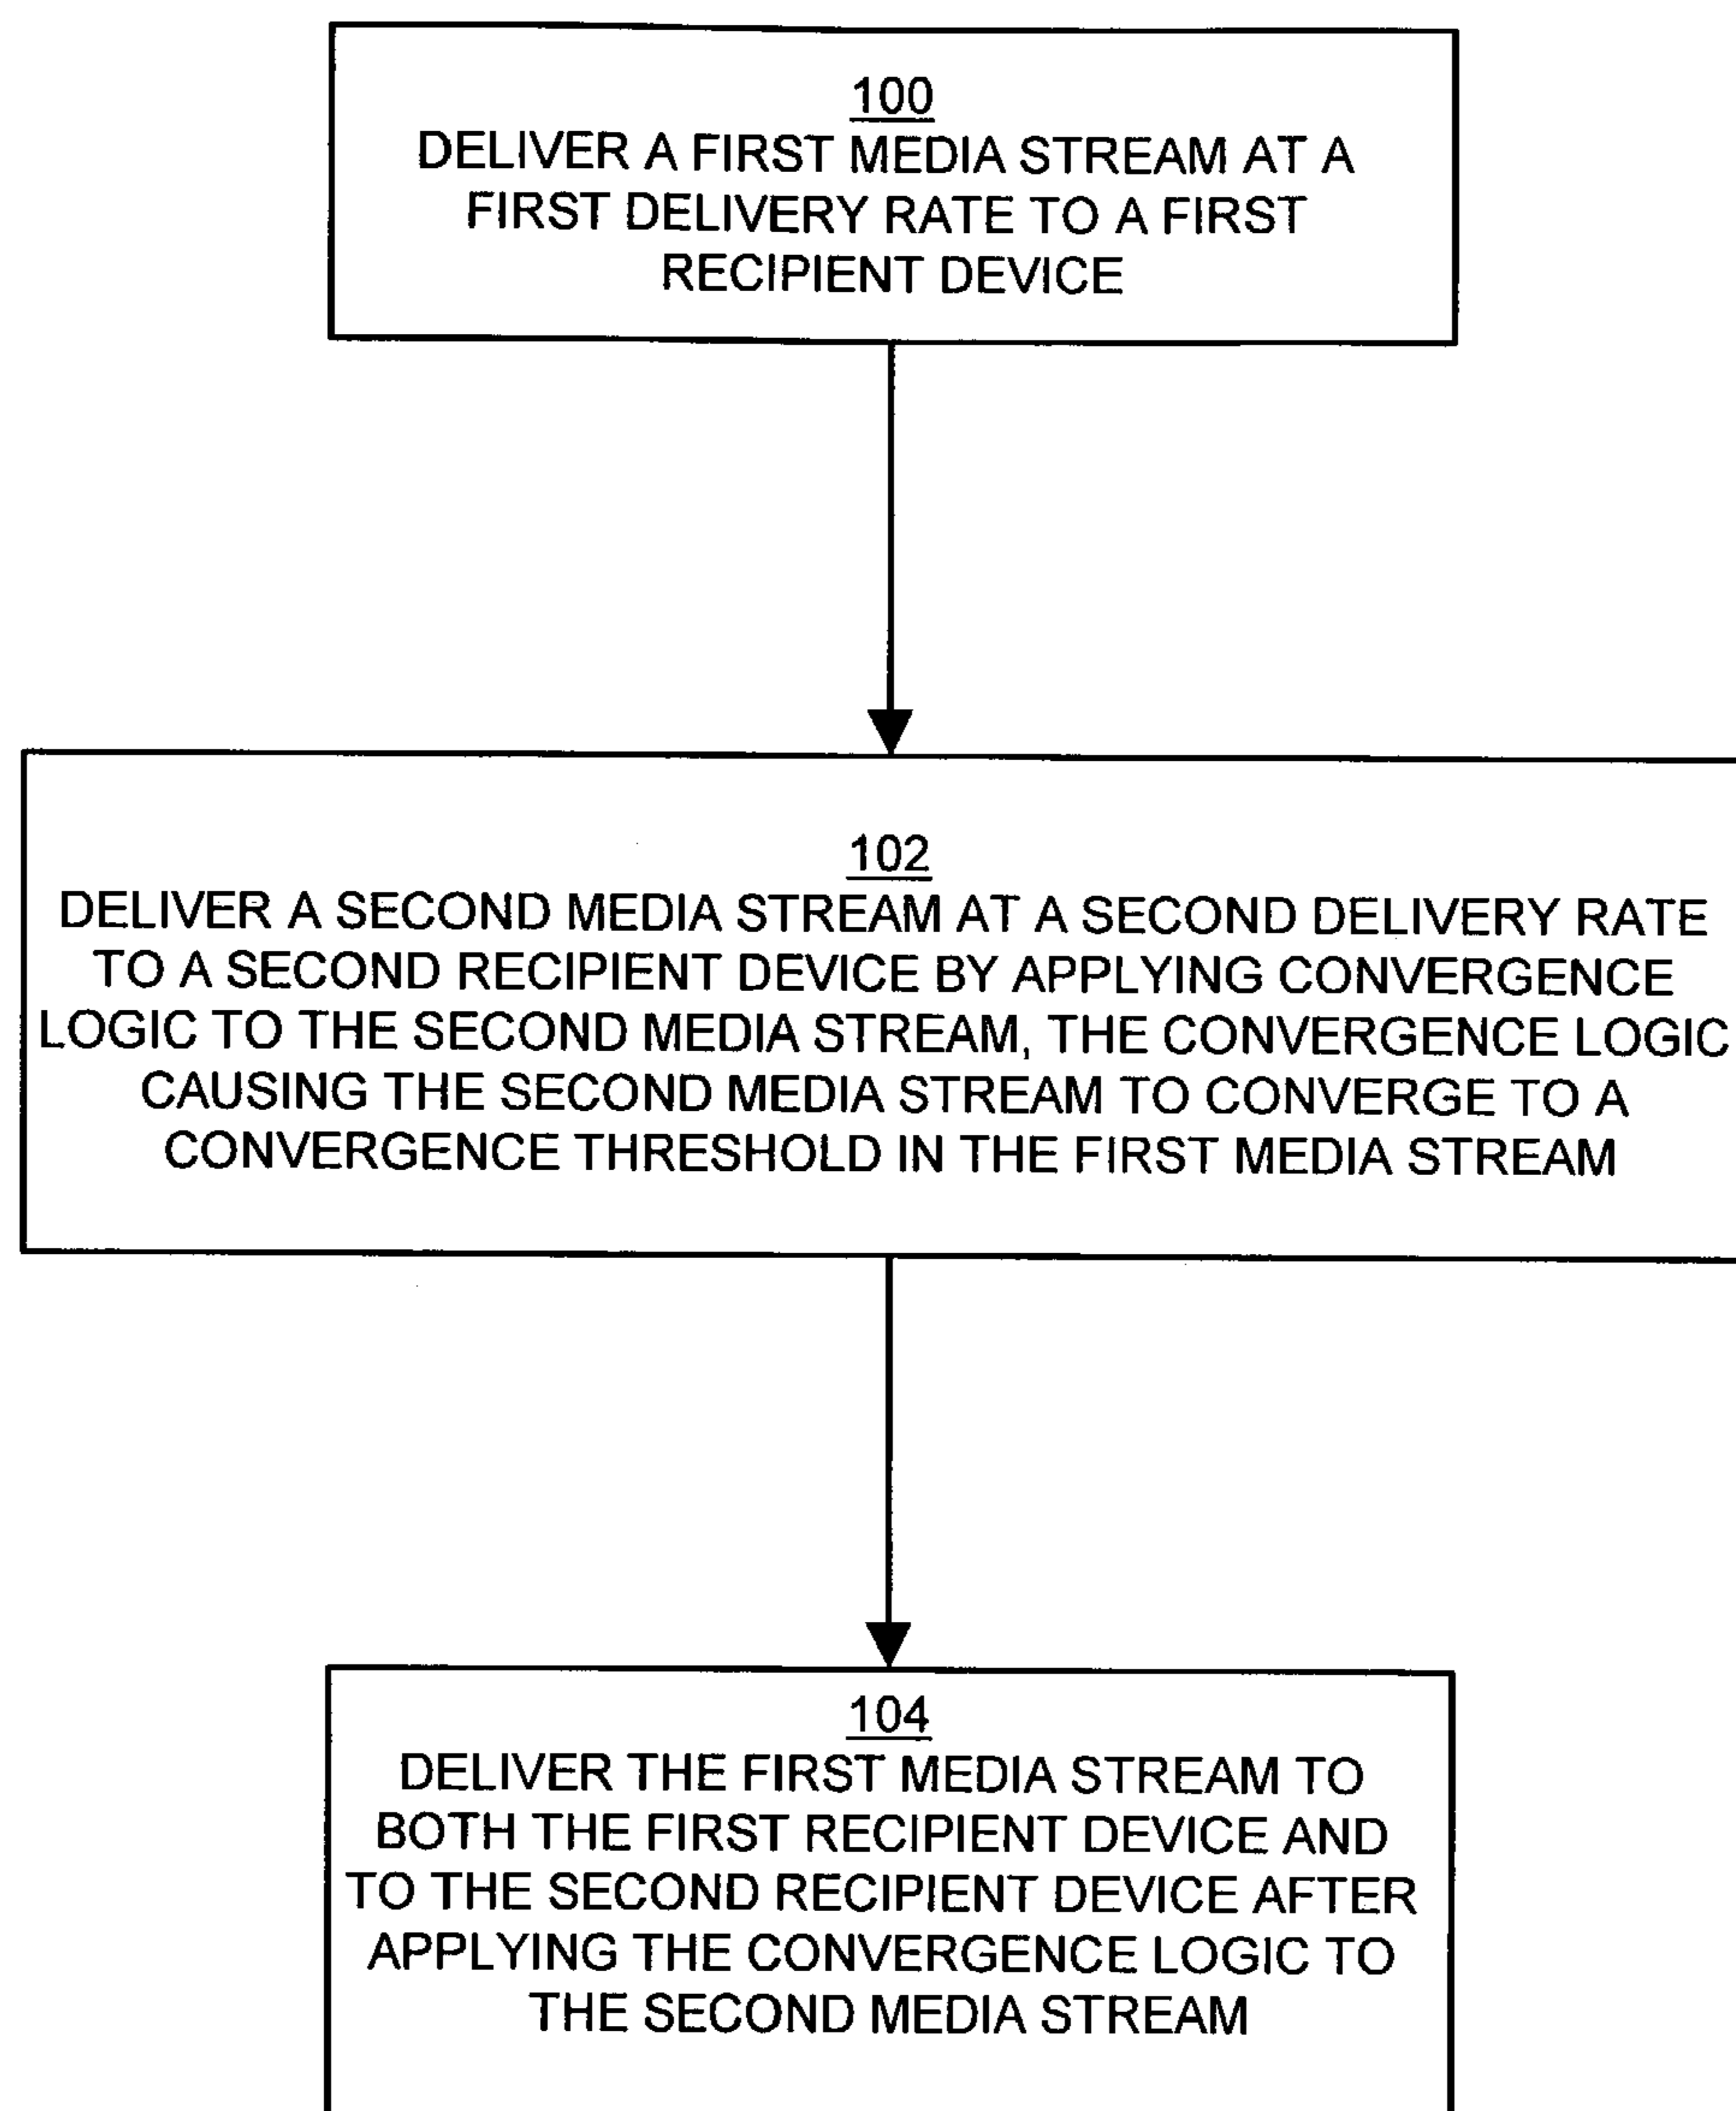 100
DELIVER A FIRST MEDIA STREAM AT A
FIRST DELIVERY RATE TO A FIRST
RECIPIENT DEVICE
102
DELIVER A SECOND MEDIA STREAM AT A SECOND DELIVERY RATE
TO A SECOND RECIPIENT DEVICE BY APPLYING CONVERGENCE
LOGIC TO THE SECOND MEDIA STREAM, THE CONVERGENCE LOGIC
CAUSING THE SECOND MEDIA STREAM TO CONVERGE TO A
CONVERGENCE THRESHOLD IN THE FIRST MEDIA STREAM
104
DELIVER THE FIRST MEDIA STREAM TO
BOTH THE FIRST RECIPIENT DEVICE AND
TO THE SECOND RECIPIENT DEVICE AFTER
APPLYING THE CONVERGENCE LOGIC TO
THE SECOND MEDIA STREAM